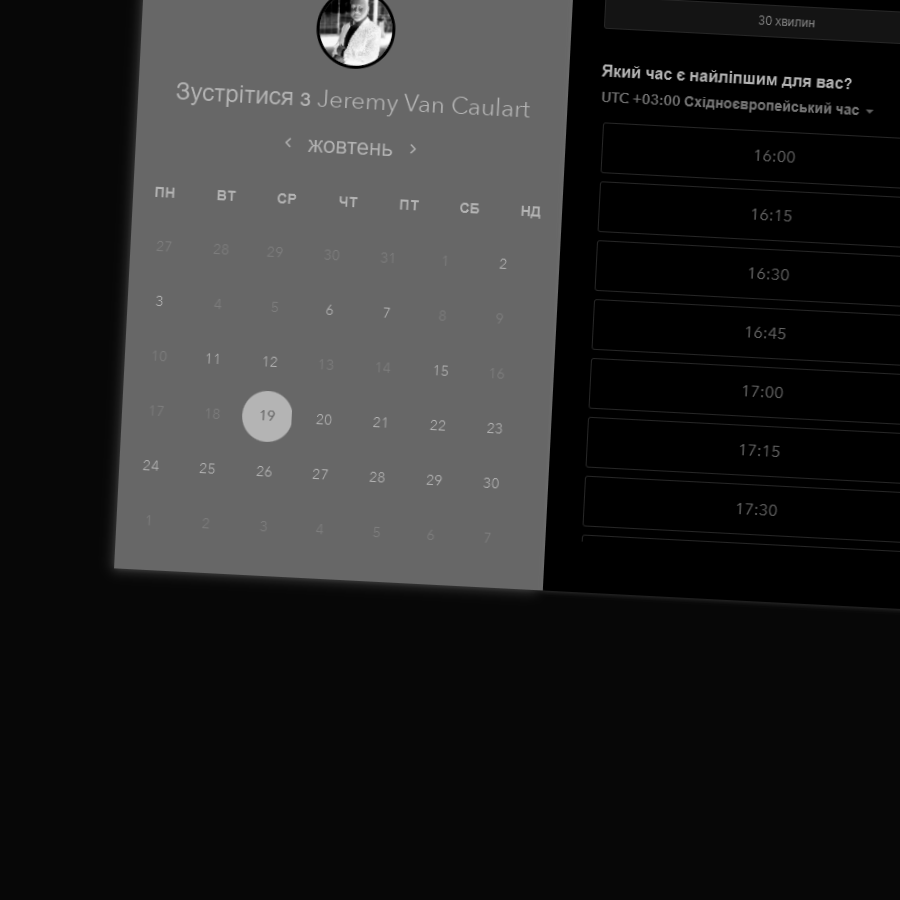 Зустрітися з Jeremy Van Caulart
‹ жовтень ›
ПН ВТ СР ЧТ ПТ СБ НД
27 28 29 30 31 1 2
3 4 5 6 7 8 9
10 11 12 13 14 15 16
17 18 19 20 21 22 23
24 25 26 27 28 29 30
1 2 3 4 5 6 7
30 хвилин
Який час є найліпшим для вас?
UTC +03:00 Східноєвропейський час
16:00
16:15
16:30
16:45
17:00
17:15
17:30